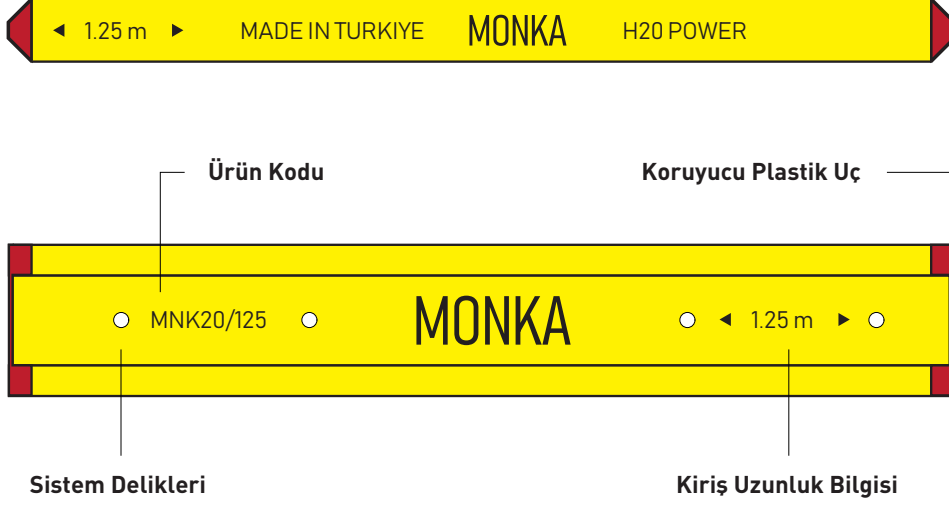 ◄ 1.25 m ► MADE IN TURKIYE MONKA H20 POWER
Ürün Kodu Koruyucu Plastik Uç
MNK20/125 MONKA ◄ 1.25 m ►
Sistem Delikleri Kiriş Uzunluk Bilgisi